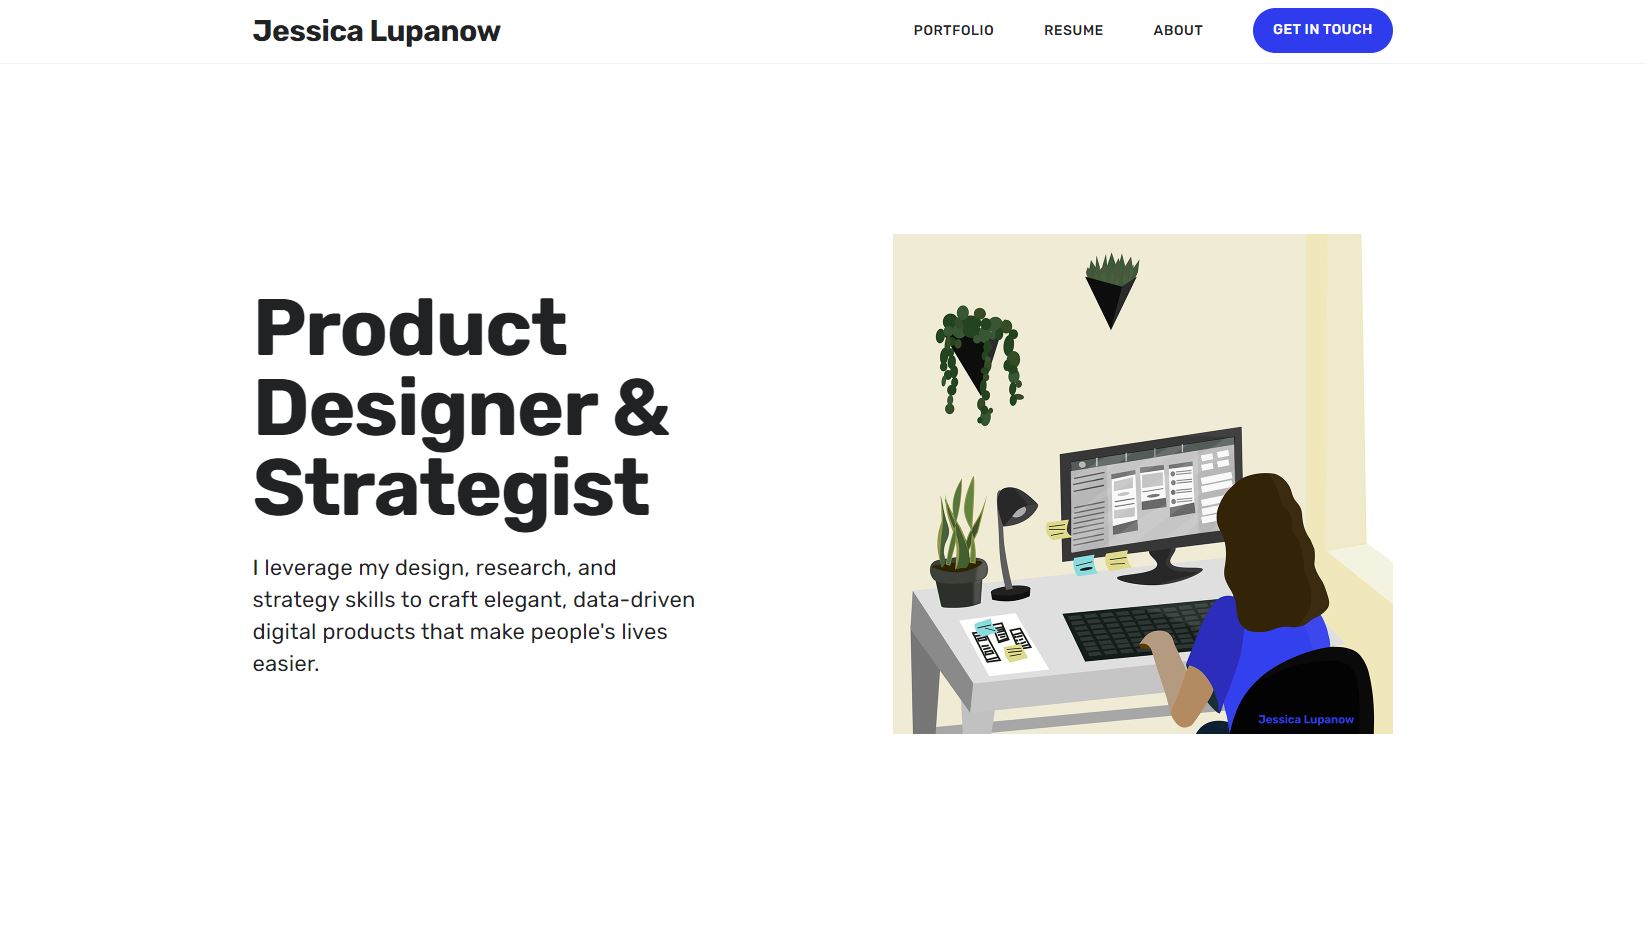 Jessica Lupanow
PORTFOLIO
RESUME
ABOUT
GET IN TOUCH
Product
Designer &
Strategist
I leverage my design, research, and
strategy skills to craft elegant, data-driven
digital products that make people's lives
easier.
Jessica Lupanow